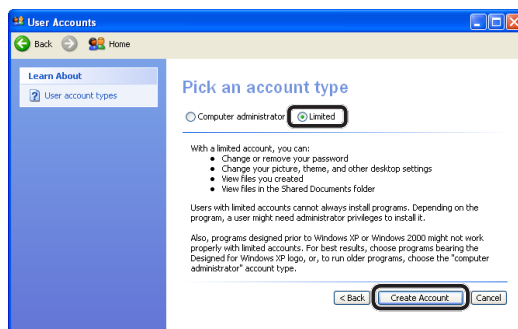 User Accounts
Back Home
Learn About
User account types
Pick an account type
Computer administrator Limited
With a limited account, you can:
• Change or remove your password
• Change your picture, theme, and other desktop settings
• View files you created
• View files in the Shared Documents folder
Users with limited accounts cannot always install programs. Depending on the
program, a user might need administrator privileges to install it.
Also, programs designed prior to Windows XP or Windows 2000 might not work
properly with limited accounts. For best results, choose programs bearing the
Designed for Windows XP logo, or, to run older programs, choose the "computer
administrator" account type.
< Back Create Account Cancel